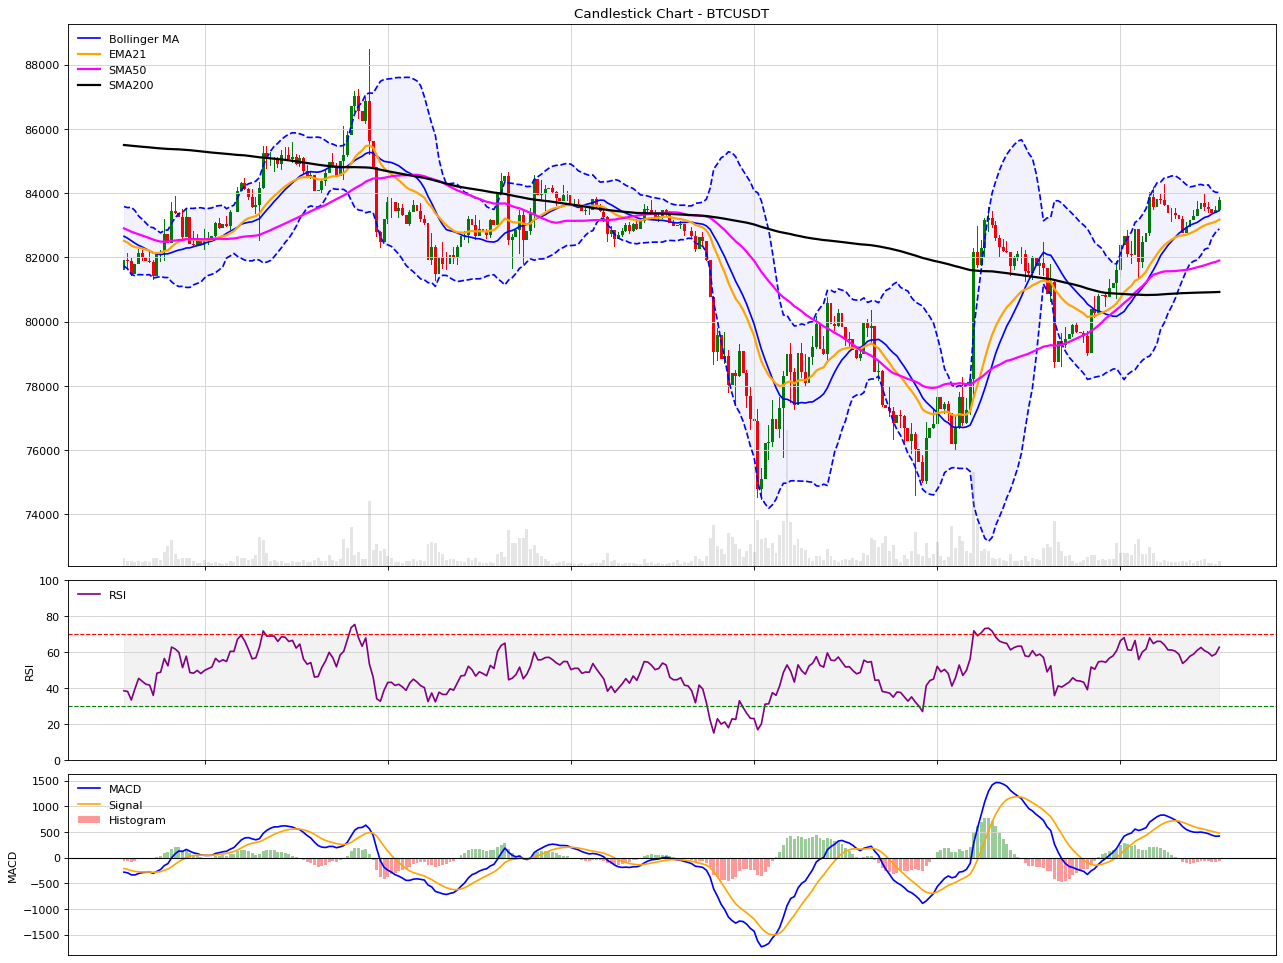 Candlestick Chart - BTCUSDT
Bollinger MA
EMA21
SMA50
SMA200
88000
86000
84000
82000
80000
78000
76000
74000
RSI
100
80
60
40
20
0
RSI
MACD
Signal
Histogram
1500
1000
500
0
−500
−1000
−1500
MACD